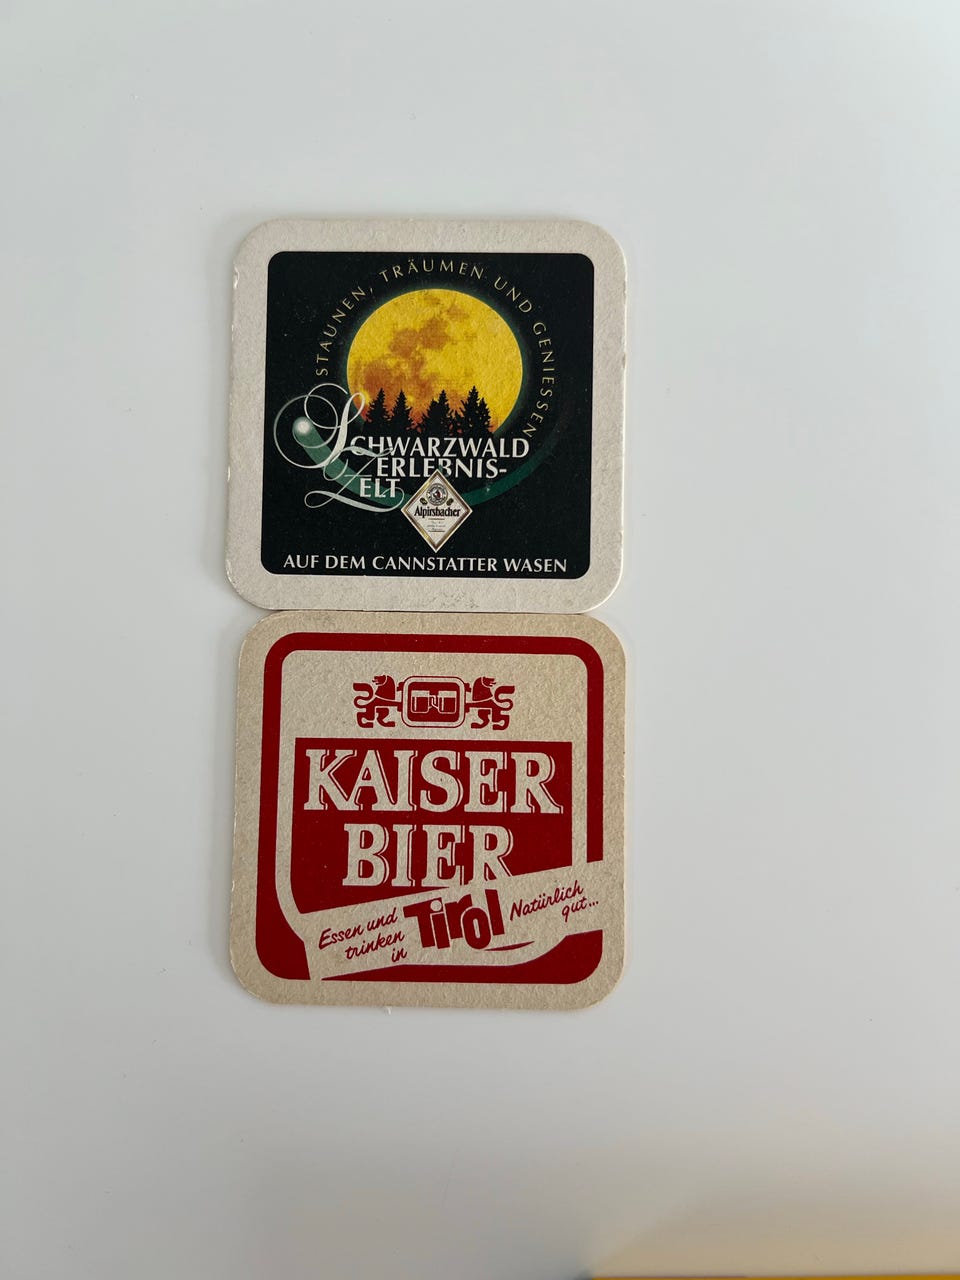 STAUNEN, TRÄUMEN UND GENIESSEN
SCHWARZWALD
ERLEBNIS-
ZELT
Alpirsbacher
AUF DEM CANNSTATTER WASEN
KAISER
BIER
Essen und
trinken
in
Tirol
Natürlich
gut...